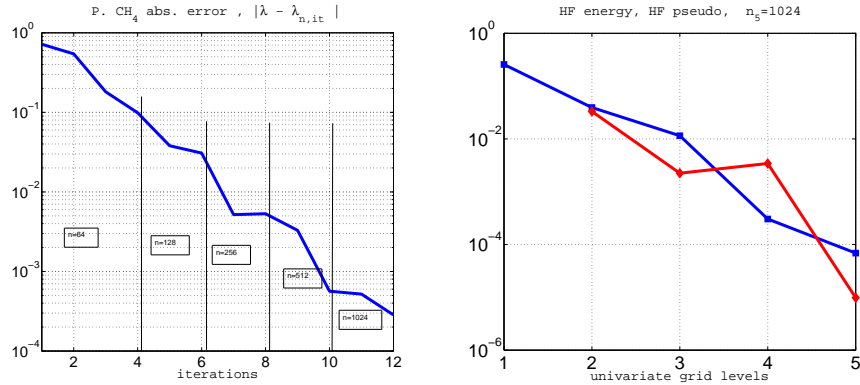 P. CH4 abs. error , |λ - λn,it |
10^0
10^-1
10^-2
10^-3
10^-4
n=64
n=128
n=256
n=512
n=1024
2 4 6 8 10 12
iterations
HF energy, HF pseudo, n5=1024
10^0
10^-2
10^-4
10^-6
1 2 3 4 5
univariate grid levels